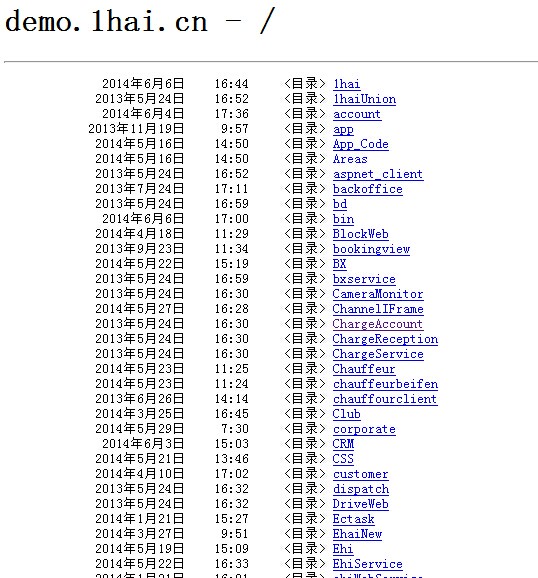 demo.1hai.cn - /
2014年6月6日 16:44 <目录> 1hai
2013年5月24日 16:52 <目录> 1haiUnion
2014年6月4日 17:36 <目录> account
2013年11月19日 9:57 <目录> app
2014年5月16日 14:50 <目录> App_Code
2014年5月16日 14:50 <目录> Areas
2013年5月24日 16:52 <目录> aspnet_client
2013年7月24日 17:11 <目录> backoffice
2013年5月24日 16:59 <目录> bd
2014年6月6日 17:00 <目录> bin
2014年4月18日 11:29 <目录> BlockWeb
2013年9月23日 11:34 <目录> bookingview
2014年5月22日 15:19 <目录> BX
2013年5月24日 16:59 <目录> bxservice
2013年5月24日 16:30 <目录> CameraMonitor
2014年5月27日 16:28 <目录> ChannelIFrame
2013年5月24日 16:30 <目录> ChargeAccount
2013年5月24日 16:30 <目录> ChargeReception
2013年5月24日 16:30 <目录> ChargeService
2014年5月23日 11:25 <目录> Chauffeur
2014年5月23日 11:24 <目录> chauffeurbeifen
2013年6月26日 14:14 <目录> chauffourclient
2014年3月25日 16:45 <目录> Club
2014年5月29日 7:30 <目录> corporate
2014年6月3日 15:03 <目录> CRM
2014年5月21日 13:46 <目录> CSS
2014年4月10日 17:02 <目录> customer
2013年5月24日 16:32 <目录> dispatch
2013年5月24日 16:32 <目录> DriveWeb
2014年1月21日 15:27 <目录> Ectask
2014年3月27日 9:51 <目录> EhaiNew
2014年5月19日 15:09 <目录> Ehi
2014年5月22日 16:33 <目录> EhiService